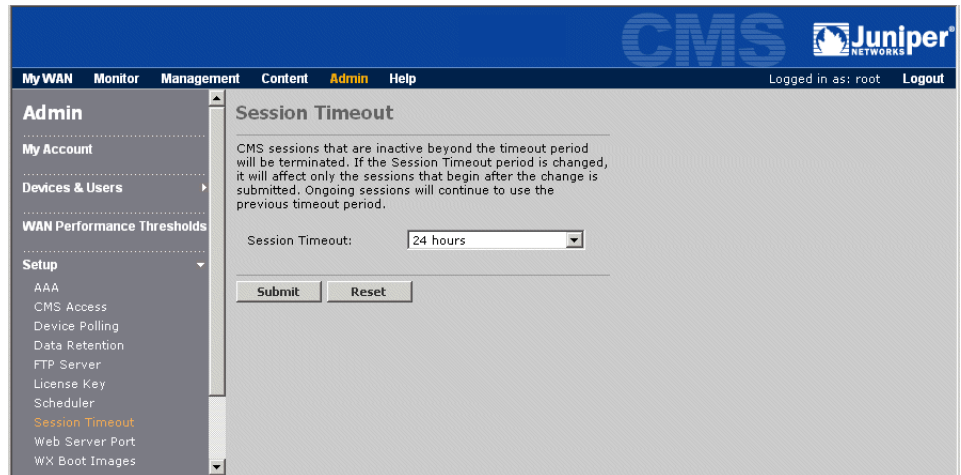 CMS
Juniper®
NETWORKS
My WAN Monitor Management Content Admin Help Logged in as: root Logout
Admin
My Account
Devices & Users
WAN Performance Thresholds
Setup
AAA
CMS Access
Device Polling
Data Retention
FTP Server
License Key
Scheduler
Session Timeout
Web Server Port
WX Boot Images
Session Timeout
CMS sessions that are inactive beyond the timeout period
will be terminated. If the Session Timeout period is changed,
it will affect only the sessions that begin after the change is
submitted. Ongoing sessions will continue to use the
previous timeout period.
Session Timeout: 24 hours
Submit Reset